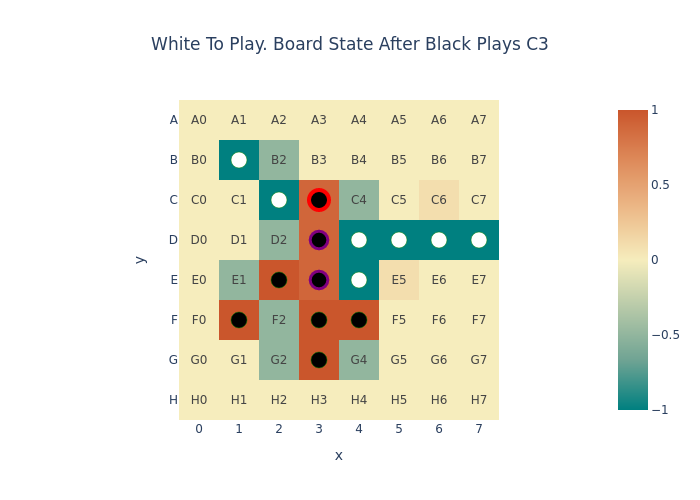 White To Play. Board State After Black Plays C3
A A0 A1 A2 A3 A4 A5 A6 A7
B B0 B2 B3 B4 B5 B6 B7
C C0 C1 C4 C5 C6 C7
D D0 D1 D2
E E0 E1 E5 E6 E7
F F0 F2 F5 F6 F7
G G0 G1 G2 G4 G5 G6 G7
H H0 H1 H2 H3 H4 H5 H6 H7
0 1 2 3 4 5 6 7
x
y
1
0.5
0
−0.5
−1